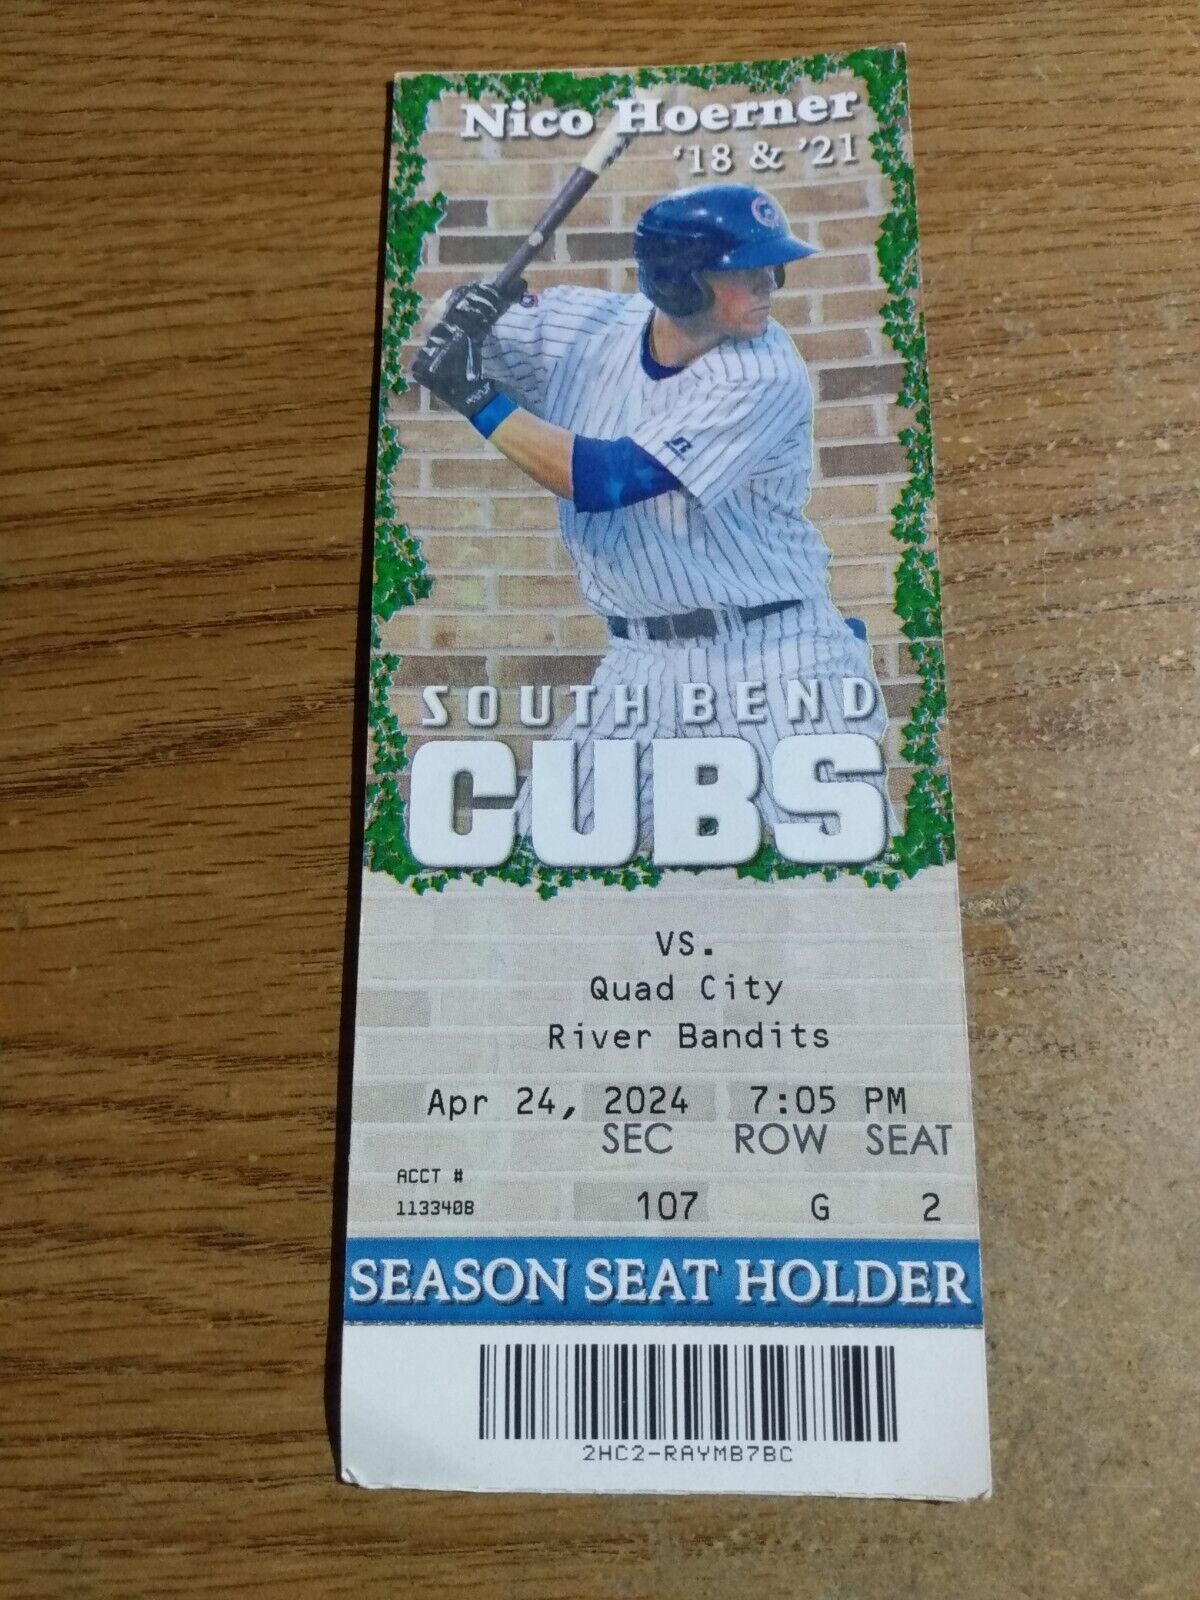 Nico Hoerner
'18 & '21
SOUTH BEND
CUBS
VS.
Quad City
River Bandits
Apr 24, 2024 7:05 PM
SEC ROW SEAT
ACCT #
1133408 107 G 2
SEASON SEAT HOLDER
2HC2-RAYMB7BC